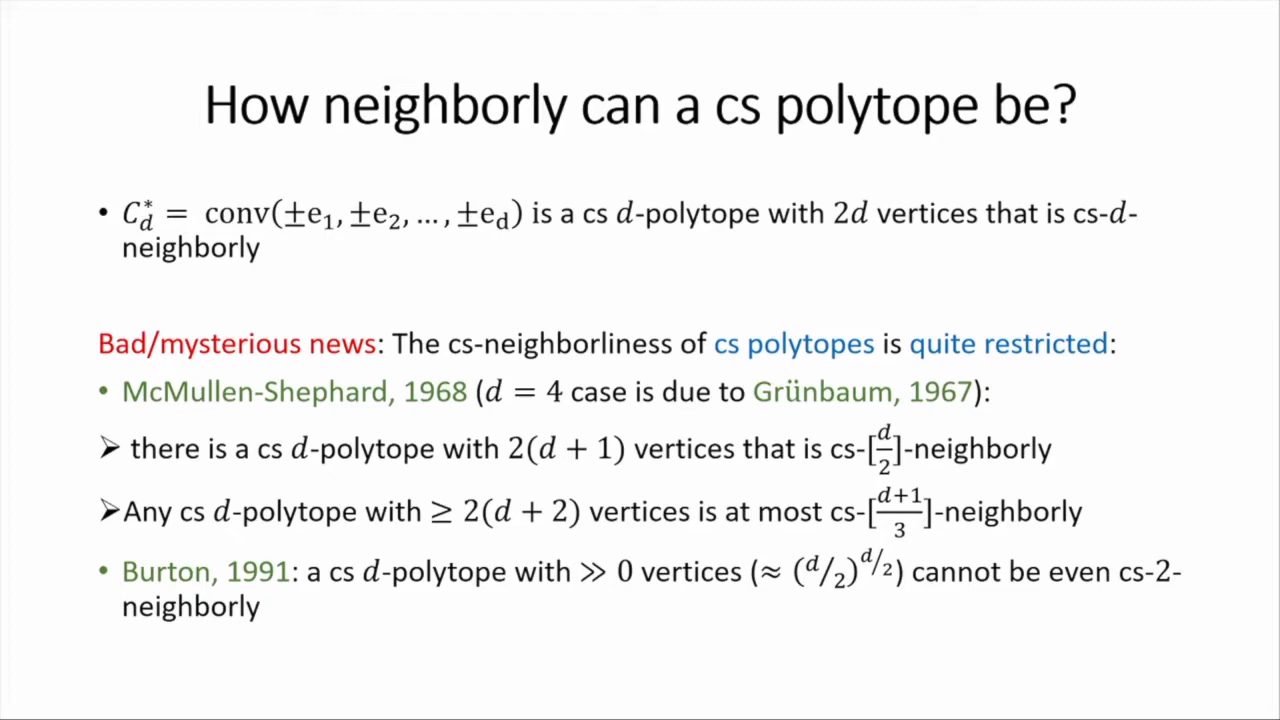 How neighborly can a cs polytope be?
• C*_d = conv(±e₁, ±e₂, … , ±e_d) is a cs d-polytope with 2d vertices that is cs-d-
neighborly
Bad/mysterious news: The cs-neighborliness of cs polytopes is quite restricted:
• McMullen-Shephard, 1968 (d = 4 case is due to Grünbaum, 1967):
➢ there is a cs d-polytope with 2(d + 1) vertices that is cs-[d/2]-neighborly
➢Any cs d-polytope with ≥ 2(d + 2) vertices is at most cs-[(d+1)/3]-neighborly
• Burton, 1991: a cs d-polytope with ≫ 0 vertices (≈ (d/2)^(d/2)) cannot be even cs-2-
neighborly